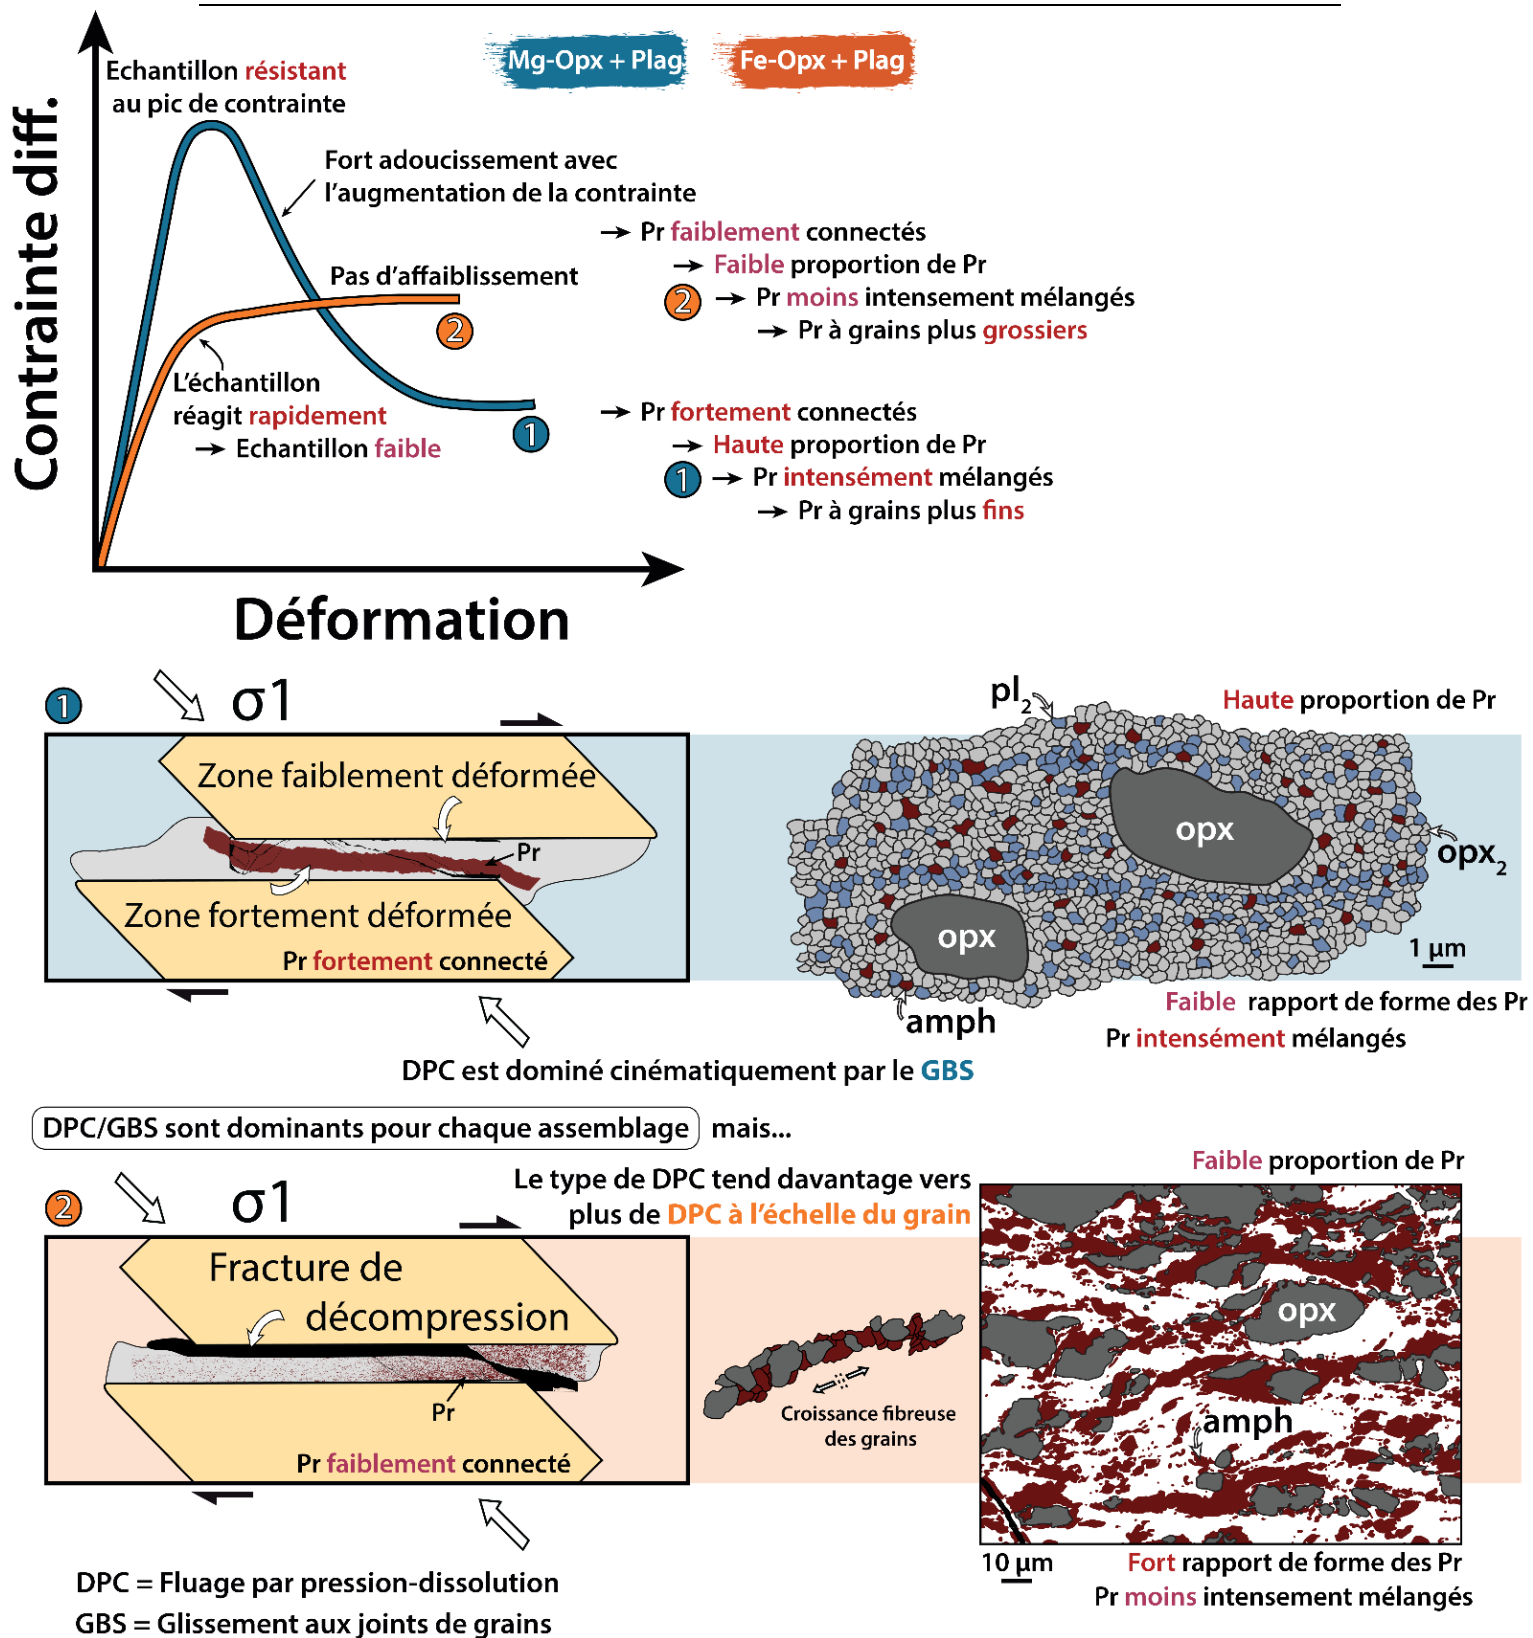 Mg-Opx + Plag
Fe-Opx + Plag
Contrainte diff.
Echantillon résistant
au pic de contrainte
Fort adoucissement avec
l'augmentation de la contrainte
Pas d'affaiblissement
2
L'échantillon
réagit rapidement
→ Echantillon faible
1
→ Pr faiblement connectés
→ Faible proportion de Pr
2 → Pr moins intensement mélangés
→ Pr à grains plus grossiers
→ Pr fortement connectés
→ Haute proportion de Pr
1 → Pr intensément mélangés
→ Pr à grains plus fins
Déformation
1
σ1
Zone faiblement déformée
Pr
Zone fortement déformée
Pr fortement connecté
pl2
Haute proportion de Pr
opx
opx2
opx
1 µm
amph
Faible rapport de forme des Pr
Pr intensément mélangés
DPC est dominé cinématiquement par le GBS
DPC/GBS sont dominants pour chaque assemblage mais...
2
σ1
Le type de DPC tend davantage vers
plus de DPC à l'échelle du grain
Faible proportion de Pr
Fracture de
décompression
Pr
Pr faiblement connecté
Croissance fibreuse
des grains
opx
amph
10 µm
Fort rapport de forme des Pr
Pr moins intensement mélangés
DPC = Fluage par pression-dissolution
GBS = Glissement aux joints de grains